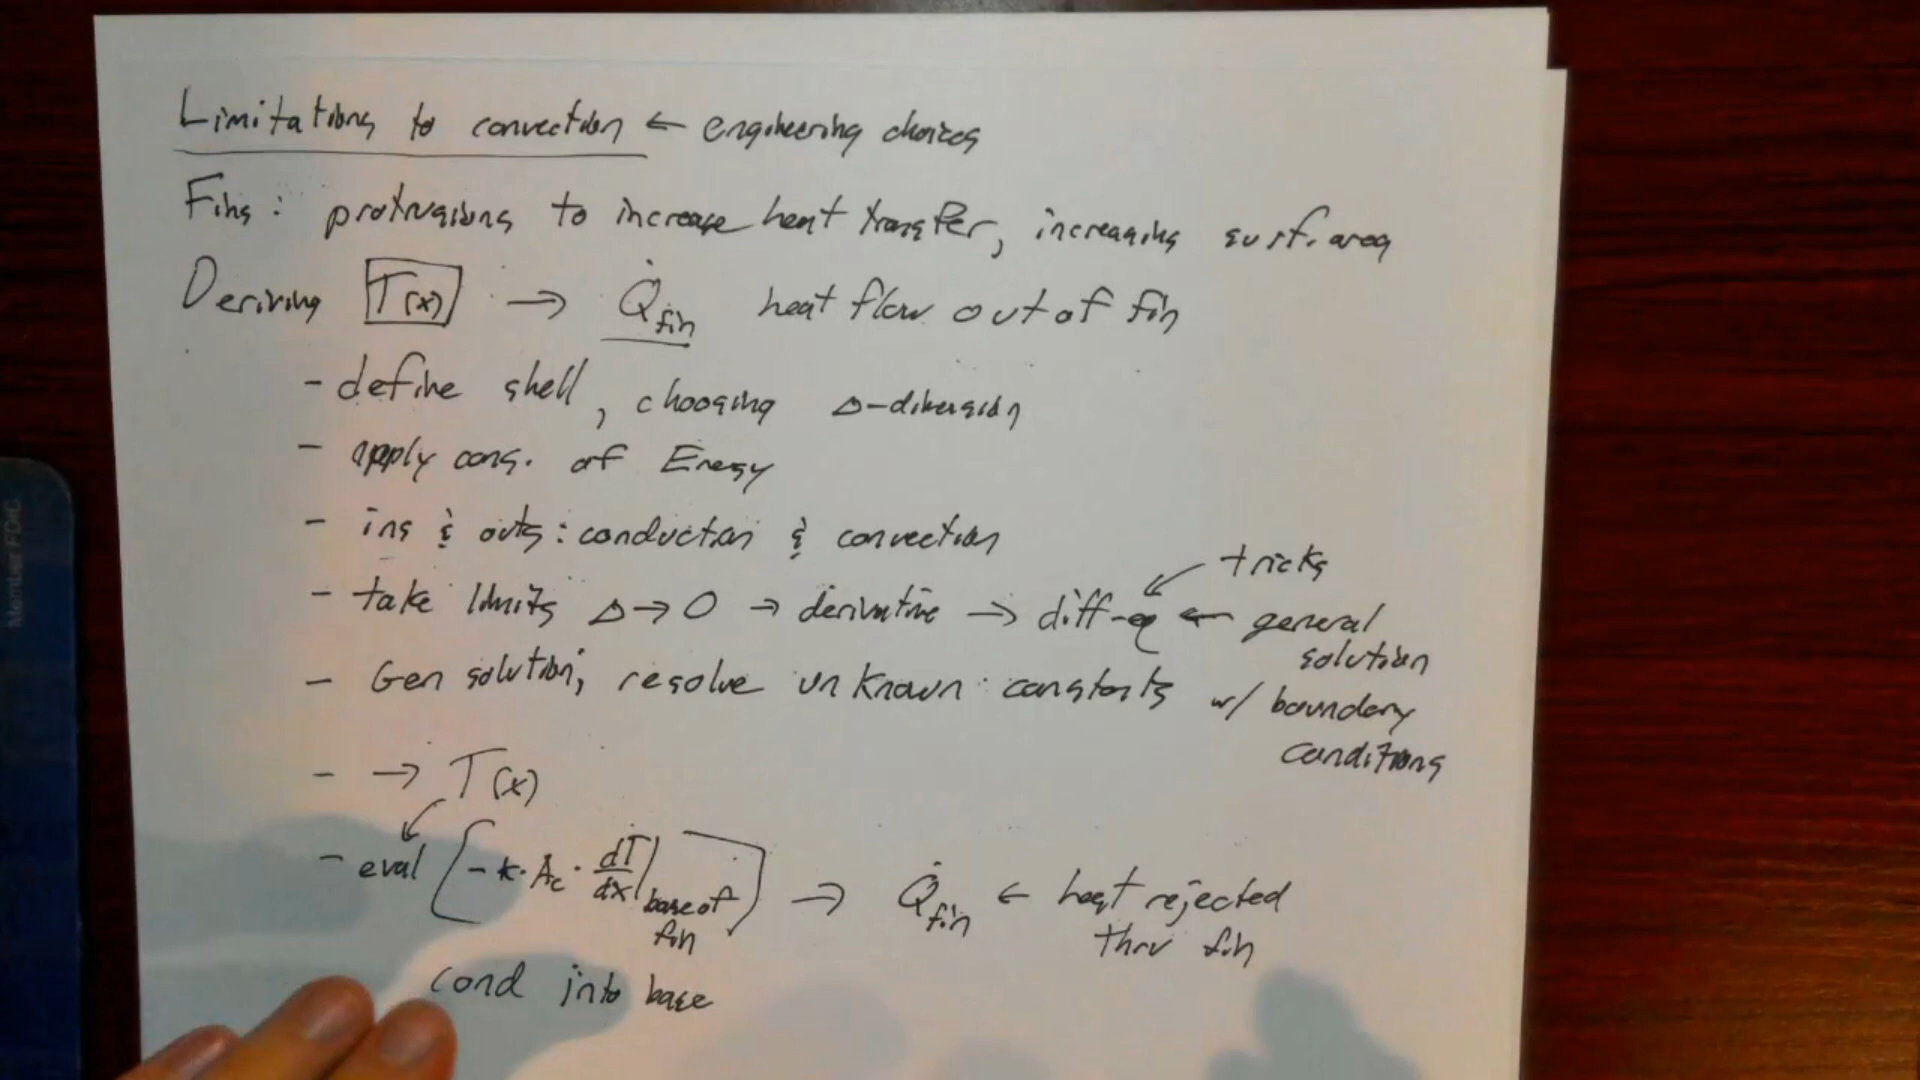 Limitations to convection ← engineering choices
Fins: protrusions to increase heat transfer, increasing surf. area
Deriving T(x) → Q̇fin heat flow out of fin
- define shell, choosing Δ-dimension
- apply cons. of Energy
- ins & outs: conduction & convection
tricks
- take limits Δ→0 → derivative → diff-eq ← general
solution
- Gen solution; resolve unknown constants w/ boundary
conditions
- → T(x)
- eval [-k·Ac·dT/dx|base of fin] → Q̇fin ← heat rejected
thru fin
cond into base
Member FDIC